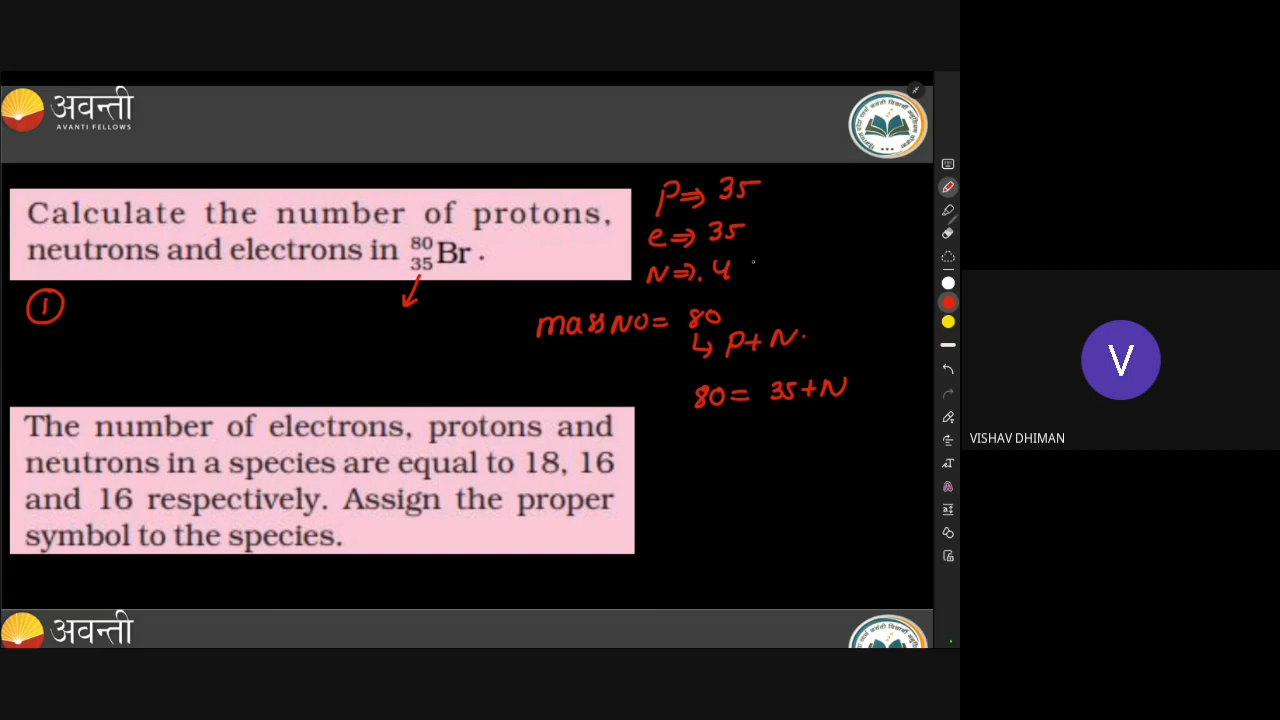 अवन्ती
AVANTI FELLOWS
Calculate the number of protons,
neutrons and electrons in ⁸⁰₃₅Br .
P⇒ 35
e⇒ 35
N⇒. 4
①
mass No = 80
↳ P+ N.
80 = 35+N
The number of electrons, protons and
neutrons in a species are equal to 18, 16
and 16 respectively. Assign the proper
symbol to the species.
V
VISHAV DHIMAN
अवन्ती